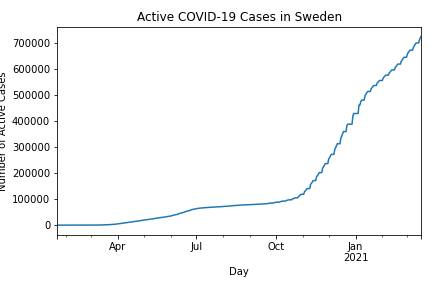 Active COVID-19 Cases in Sweden
Number of Active Cases
700000
600000
500000
400000
300000
200000
100000
0
Apr
Jul
Oct
Jan
2021
Day